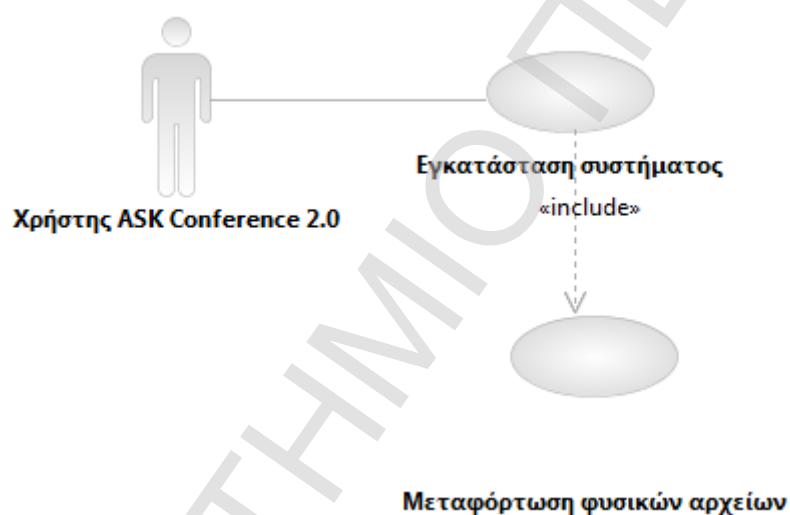 Εγκατάσταση συστήματος
«include»
Χρήστης ASK Conference 2.0
Μεταφόρτωση φυσικών αρχείων